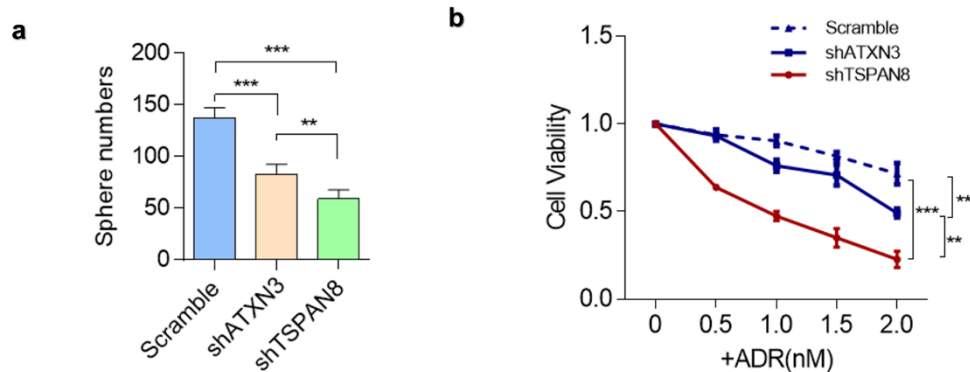 a
Sphere numbers
200
150
100
50
0
***
***
**
Scramble
shATXN3
shTSPAN8
b
Scramble
shATXN3
shTSPAN8
Cell Viability
1.5
1.0
0.5
0.0
***
**
**
0 0.5 1.0 1.5 2.0
+ADR(nM)